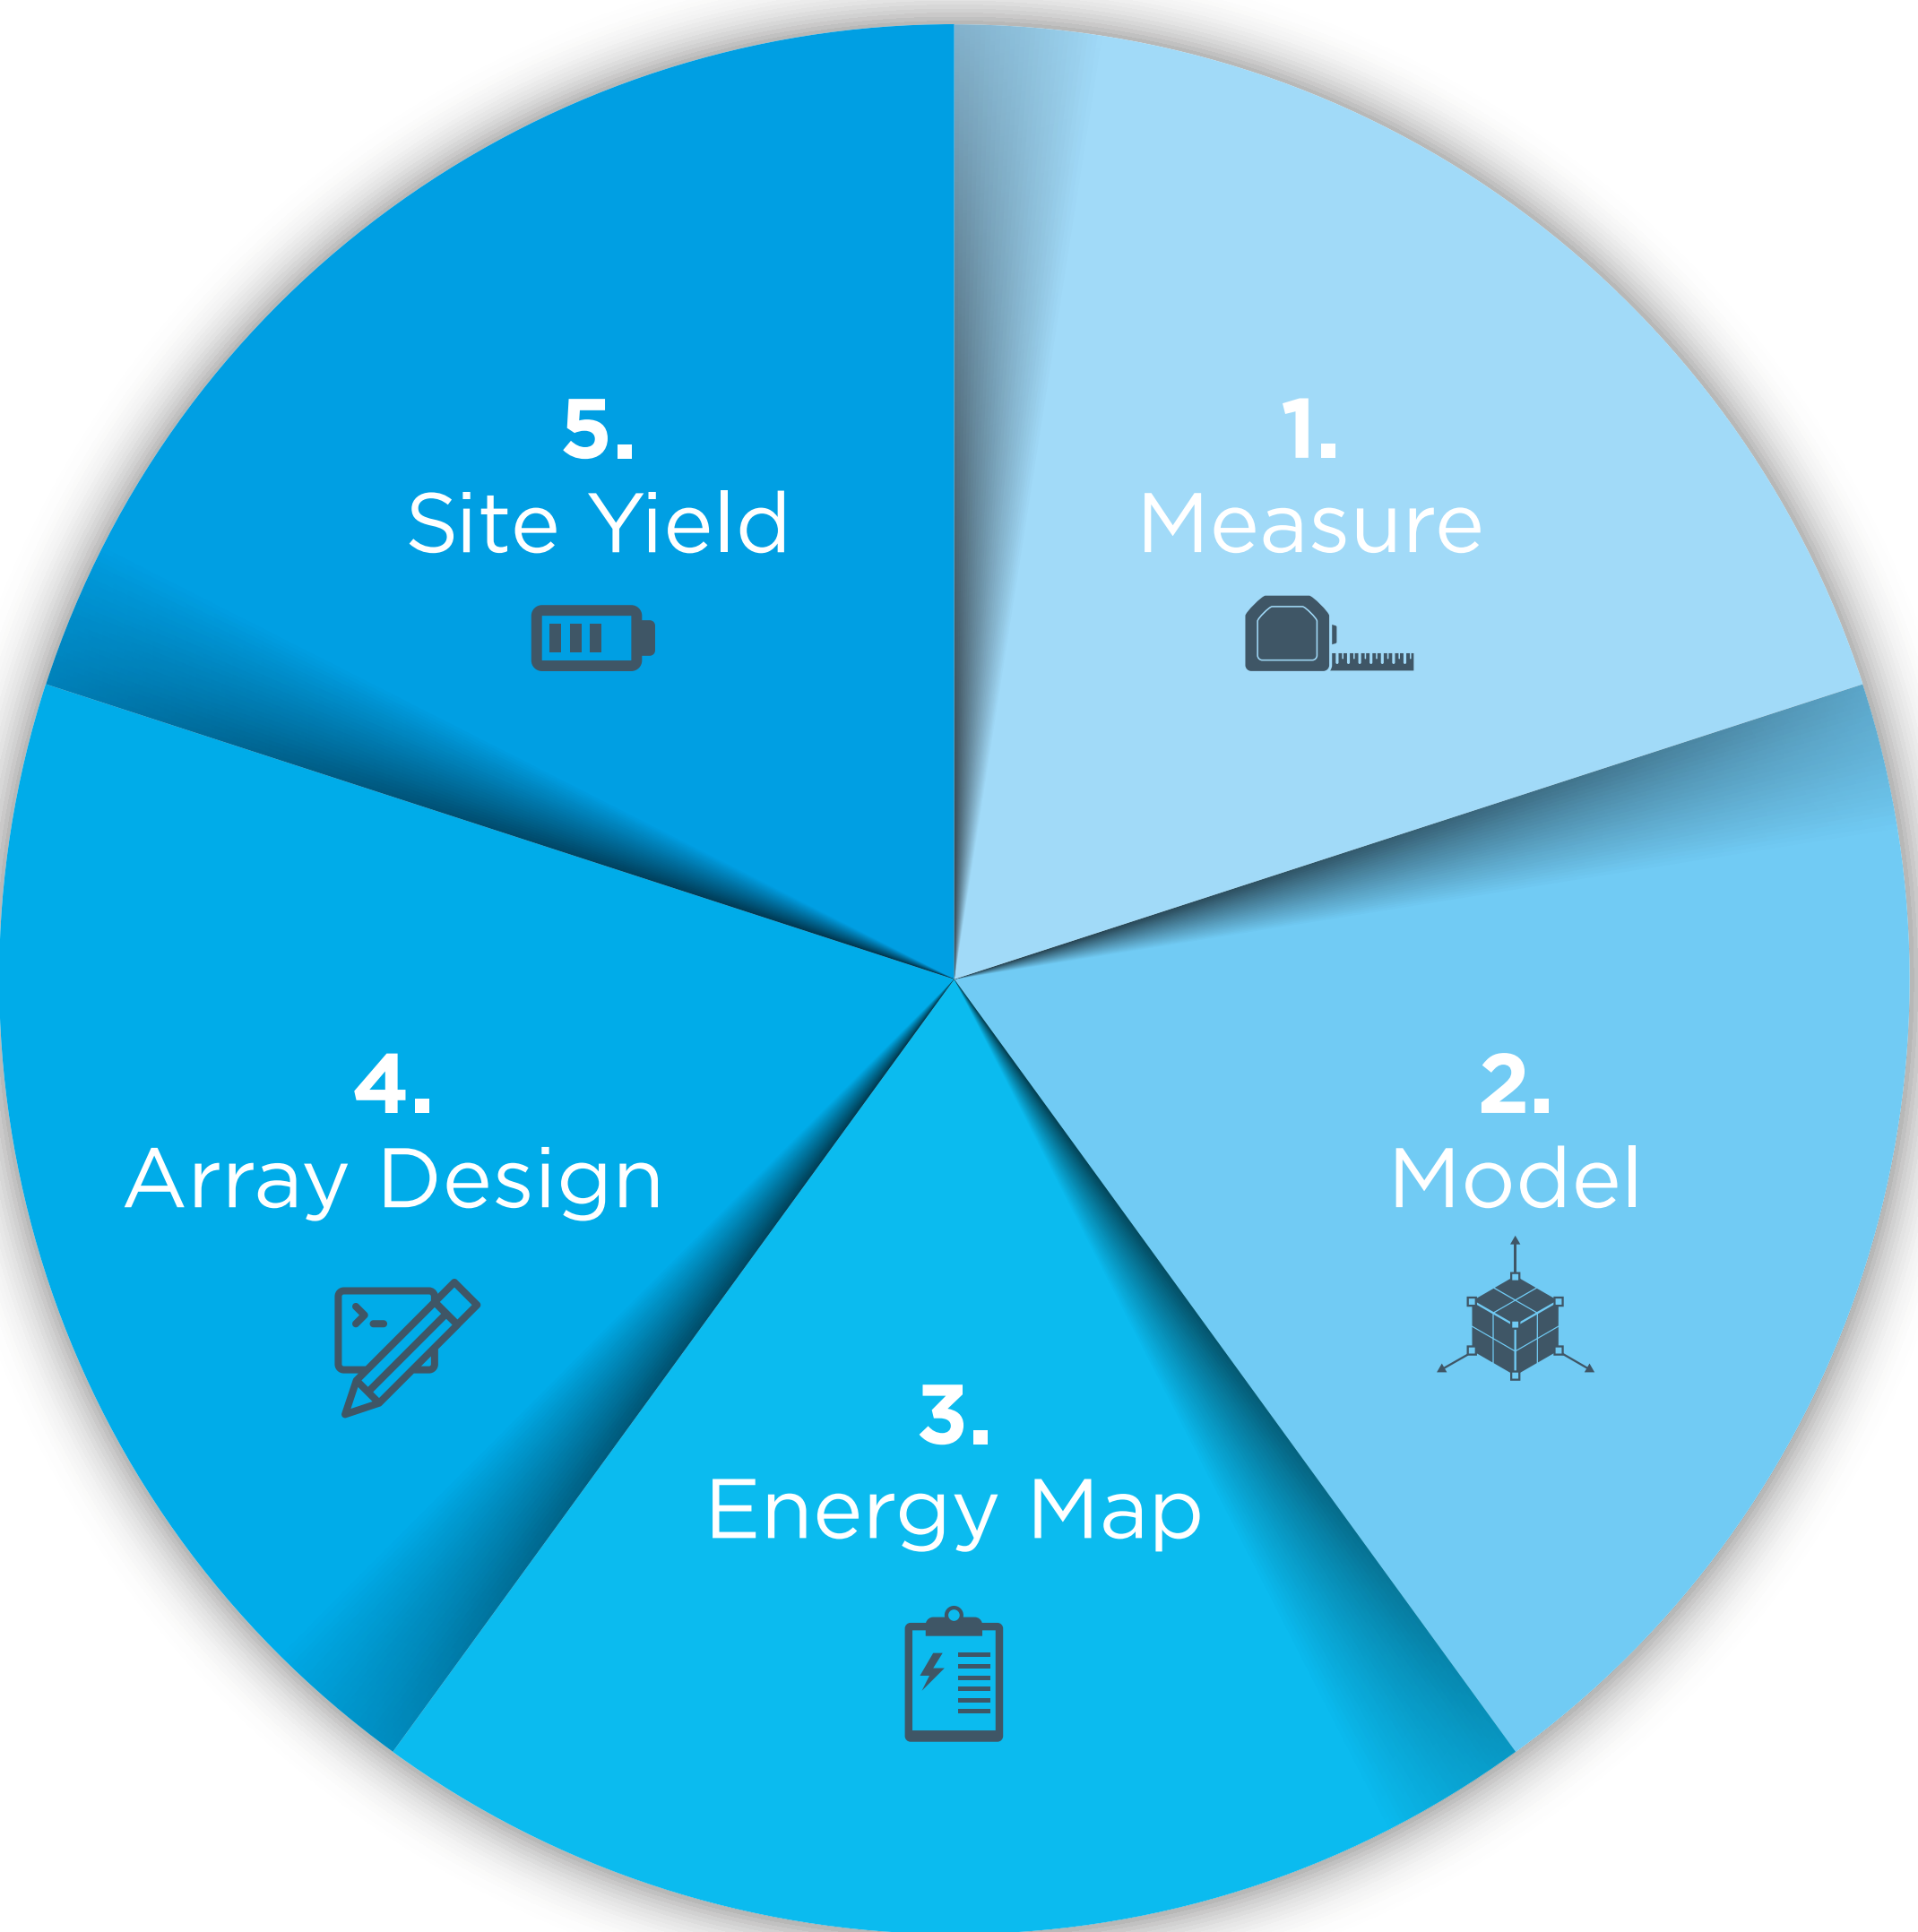 1.
Measure
2.
Model
3.
Energy Map
4.
Array Design
5.
Site Yield